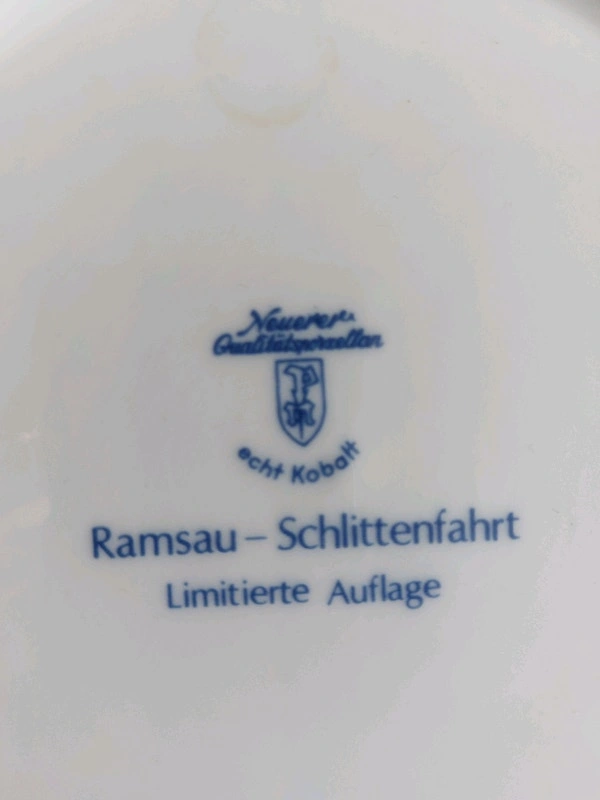 Neuerer
Qualitätsporzellan
echt Kobalt
Ramsau – Schlittenfahrt
Limitierte Auflage